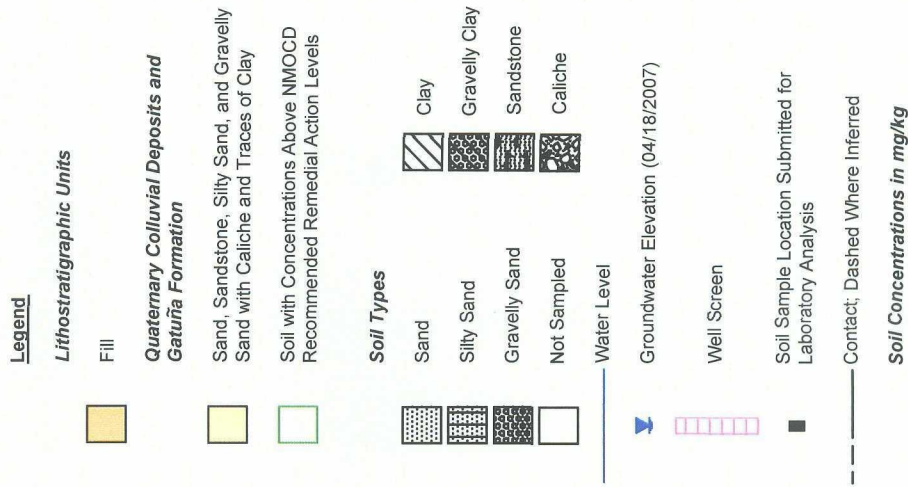 Legend
Lithostratigraphic Units
Fill
Quaternary Colluvial Deposits and
Gatuña Formation
Sand, Sandstone, Silty Sand, and Gravelly
Sand with Caliche and Traces of Clay
Soil with Concentrations Above NMOCD
Recommended Remedial Action Levels
Soil Types
Sand
Clay
Silty Sand
Gravelly Clay
Gravelly Sand
Sandstone
Not Sampled
Caliche
Water Level
Groundwater Elevation (04/18/2007)
Well Screen
Soil Sample Location Submitted for
Laboratory Analysis
Contact; Dashed Where Inferred
Soil Concentrations in mg/kg